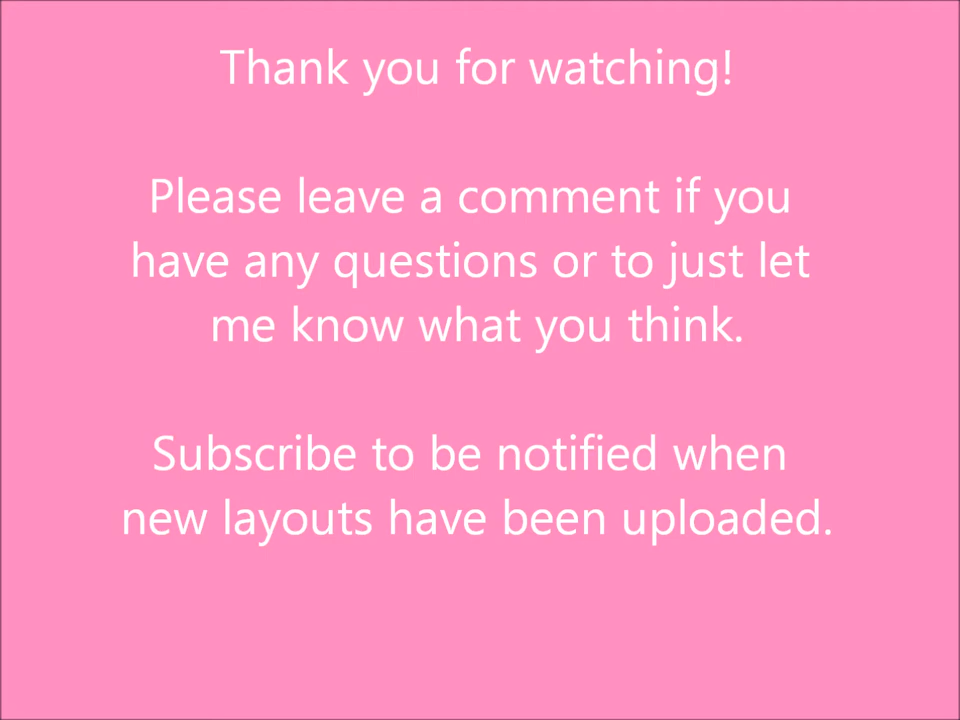 Thank you for watching!
Please leave a comment if you
have any questions or to just let
me know what you think.
Subscribe to be notified when
new layouts have been uploaded.